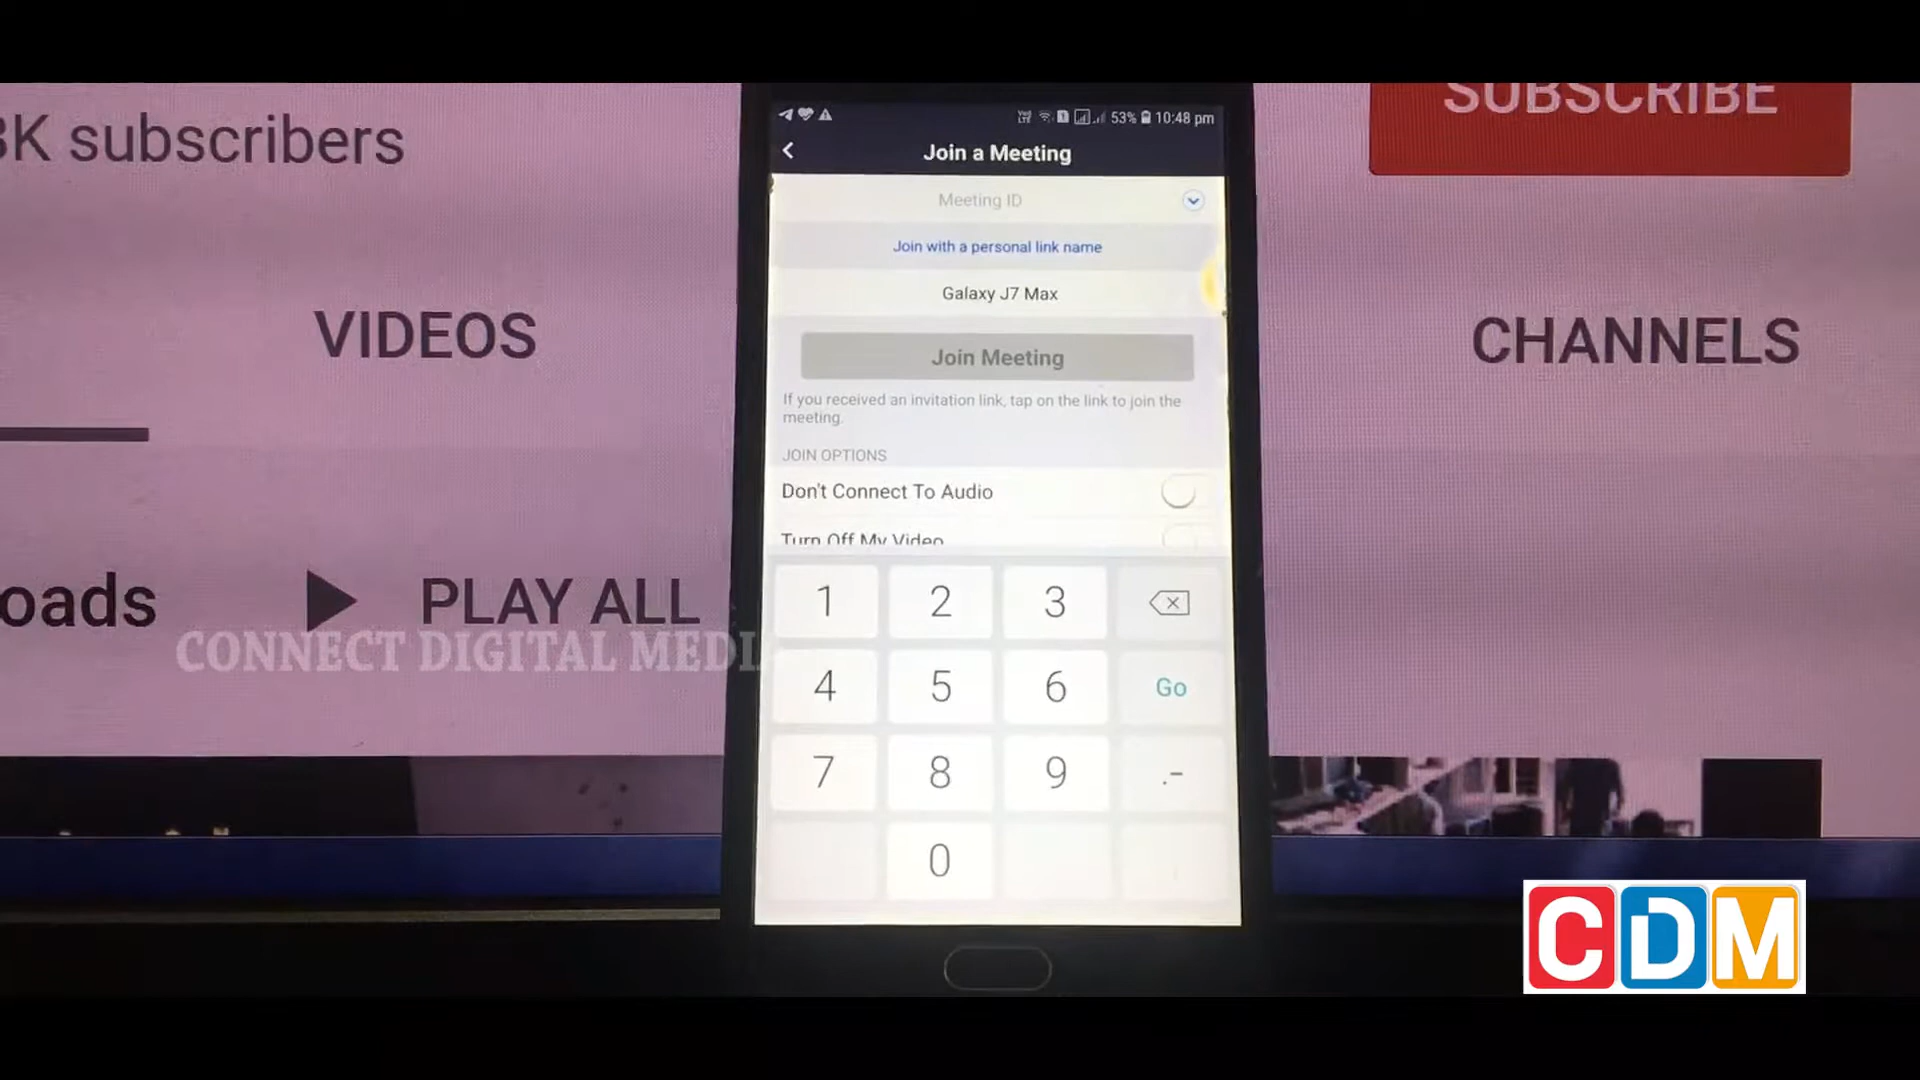 3K subscribers
SUBSCRIBE
VIDEOS
CHANNELS
oads
PLAY ALL
CONNECT DIGITAL MEDIA
53% 10:48 pm
Join a Meeting
Meeting ID
Join with a personal link name
Galaxy J7 Max
Join Meeting
If you received an invitation link, tap on the link to join the
meeting.
JOIN OPTIONS
Don't Connect To Audio
Turn Off My Video
1 2 3
4 5 6 Go
7 8 9 .-
0
CDM